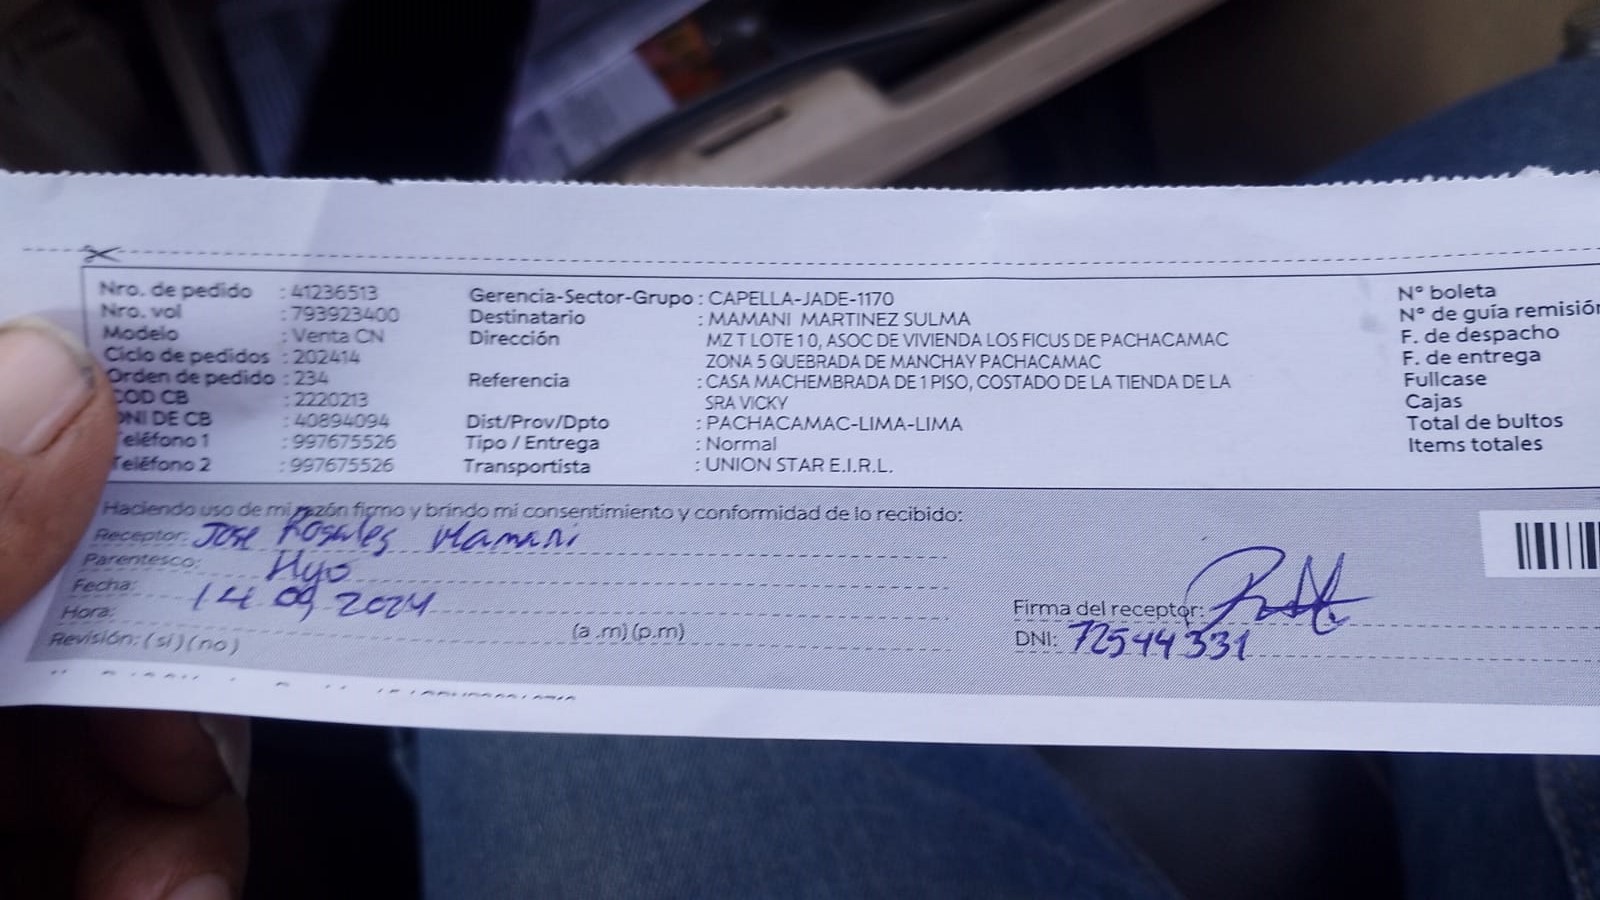 Nro. de pedido : 41236513
Nro. vol : 793923400
Modelo : Venta CN
Ciclo de pedidos : 202414
Orden de pedido : 234
COD CB : 2220213
DNI DE CB : 40894094
Teléfono 1 : 997675526
Teléfono 2 : 997675526
Gerencia-Sector-Grupo : CAPELLA-JADE-1170
Destinatario : MAMANI MARTINEZ SULMA
Dirección MZ T LOTE 10, ASOC DE VIVIENDA LOS FICUS DE PACHACAMAC
ZONA 5 QUEBRADA DE MANCHAY PACHACAMAC
Referencia : CASA MACHEMBRADA DE 1 PISO, COSTADO DE LA TIENDA DE LA
SRA VICKY
Dist/Prov/Dpto : PACHACAMAC-LIMA-LIMA
Tipo / Entrega : Normal
Transportista : UNION STAR E.I.R.L.
N° boleta
N° de guía remisión
F. de despacho
F. de entrega
Fullcase
Cajas
Total de bultos
Items totales
Haciendo uso de mi razón firmo y brindo mi consentimiento y conformidad de lo recibido:
Receptor: Jose Rosales Mamani
Parentesco: Hijo
Fecha: 14 09 2024
Hora: (a .m) (p.m)
Revisión: (si) (no)
Firma del receptor:
DNI: 72544331